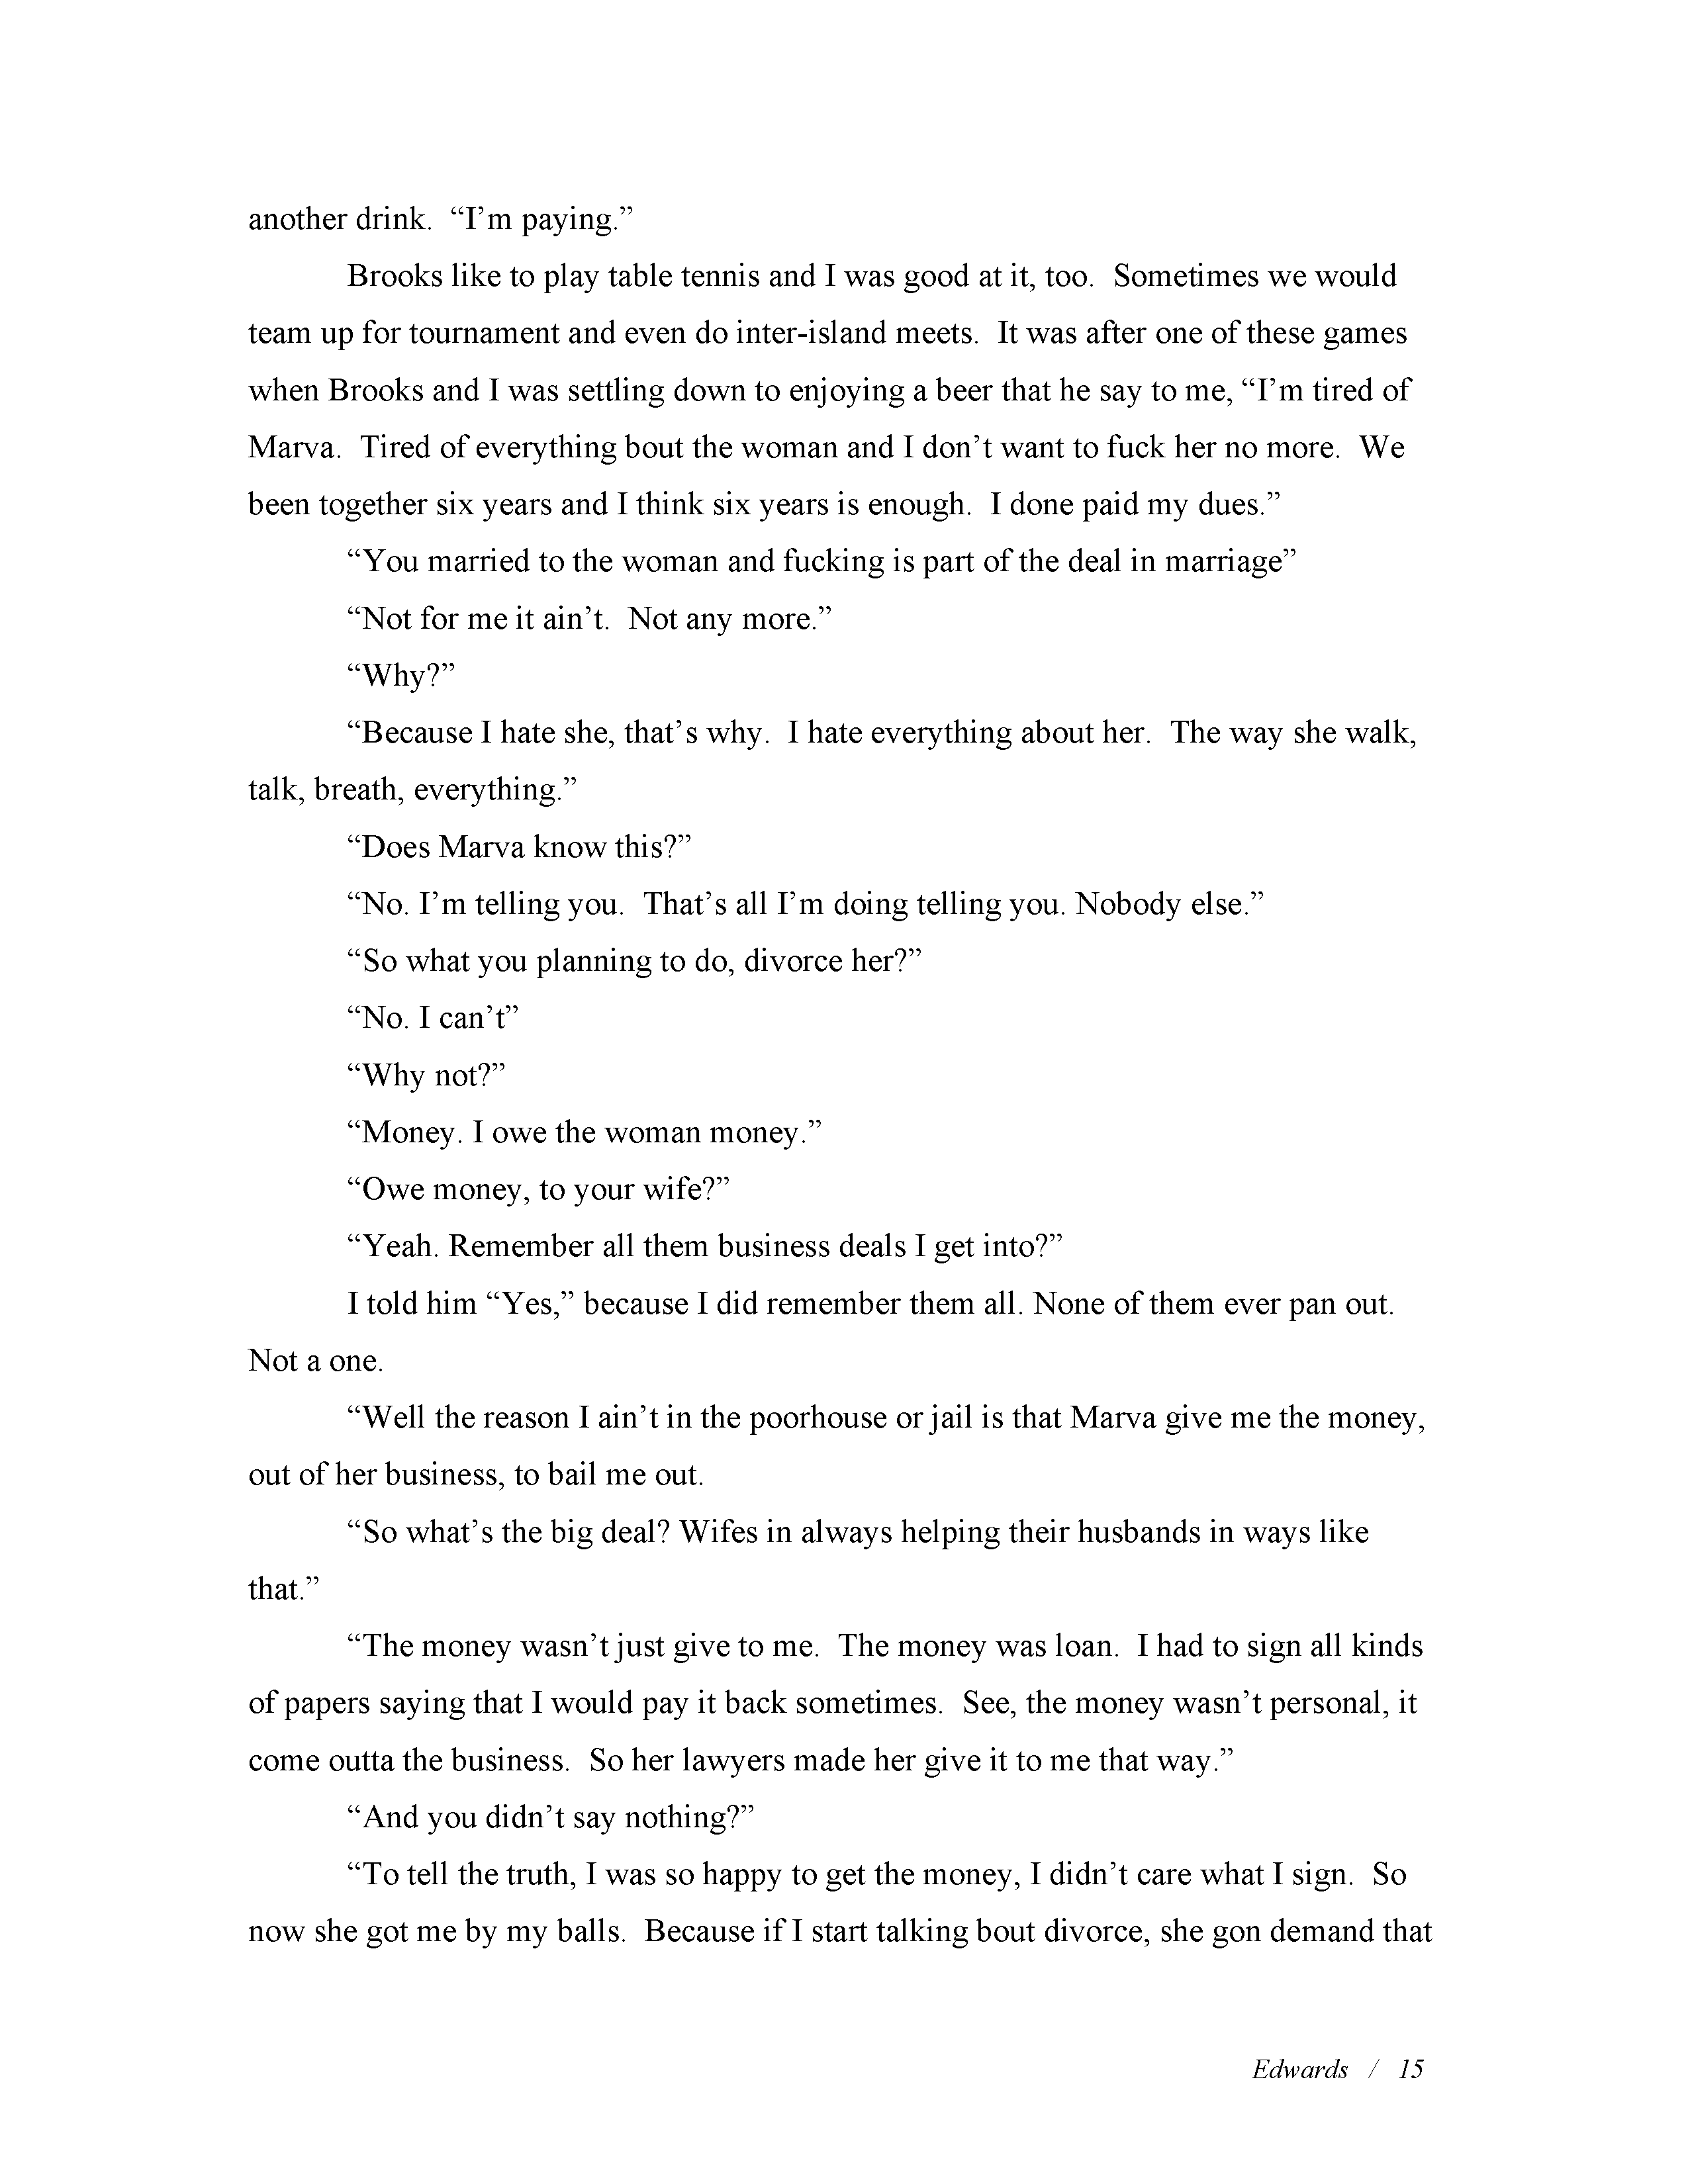 another drink.  “I’m paying.”
Brooks like to play table tennis and I was good at it, too.  Sometimes we would
team up for tournament and even do inter-island meets.  It was after one of these games
when Brooks and I was settling down to enjoying a beer that he say to me, “I’m tired of
Marva.  Tired of everything bout the woman and I don’t want to fuck her no more.  We
been together six years and I think six years is enough.  I done paid my dues.”
“You married to the woman and fucking is part of the deal in marriage”
“Not for me it ain’t.  Not any more.”
“Why?”
“Because I hate she, that’s why.  I hate everything about her.  The way she walk,
talk, breath, everything.”
“Does Marva know this?”
“No. I’m telling you.  That’s all I’m doing telling you. Nobody else.”
“So what you planning to do, divorce her?”
“No. I can’t”
“Why not?”
“Money. I owe the woman money.”
“Owe money, to your wife?”
“Yeah. Remember all them business deals I get into?”
I told him “Yes,” because I did remember them all. None of them ever pan out.
Not a one.
“Well the reason I ain’t in the poorhouse or jail is that Marva give me the money,
out of her business, to bail me out.
“So what’s the big deal? Wifes in always helping their husbands in ways like
that.”
“The money wasn’t just give to me.  The money was loan.  I had to sign all kinds
of papers saying that I would pay it back sometimes.  See, the money wasn’t personal, it
come outta the business.  So her lawyers made her give it to me that way.”
“And you didn’t say nothing?”
“To tell the truth, I was so happy to get the money, I didn’t care what I sign.  So
now she got me by my balls.  Because if I start talking bout divorce, she gon demand that
Edwards / 15